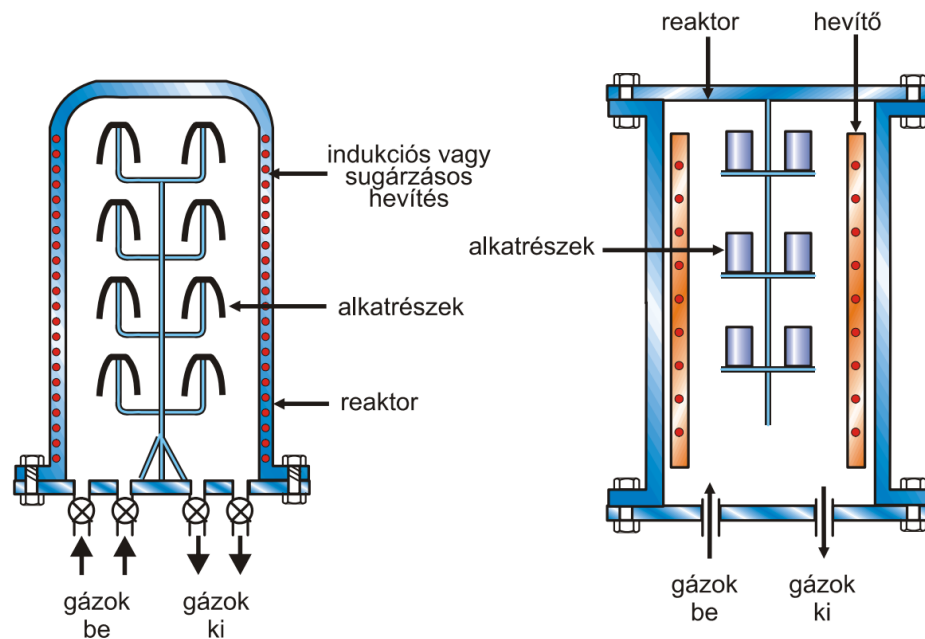 indukciós vagy
sugárzásos
hevítés
alkatrészek
reaktor
gázok
be
gázok
ki
reaktor
hevítő
alkatrészek
gázok
be
gázok
ki